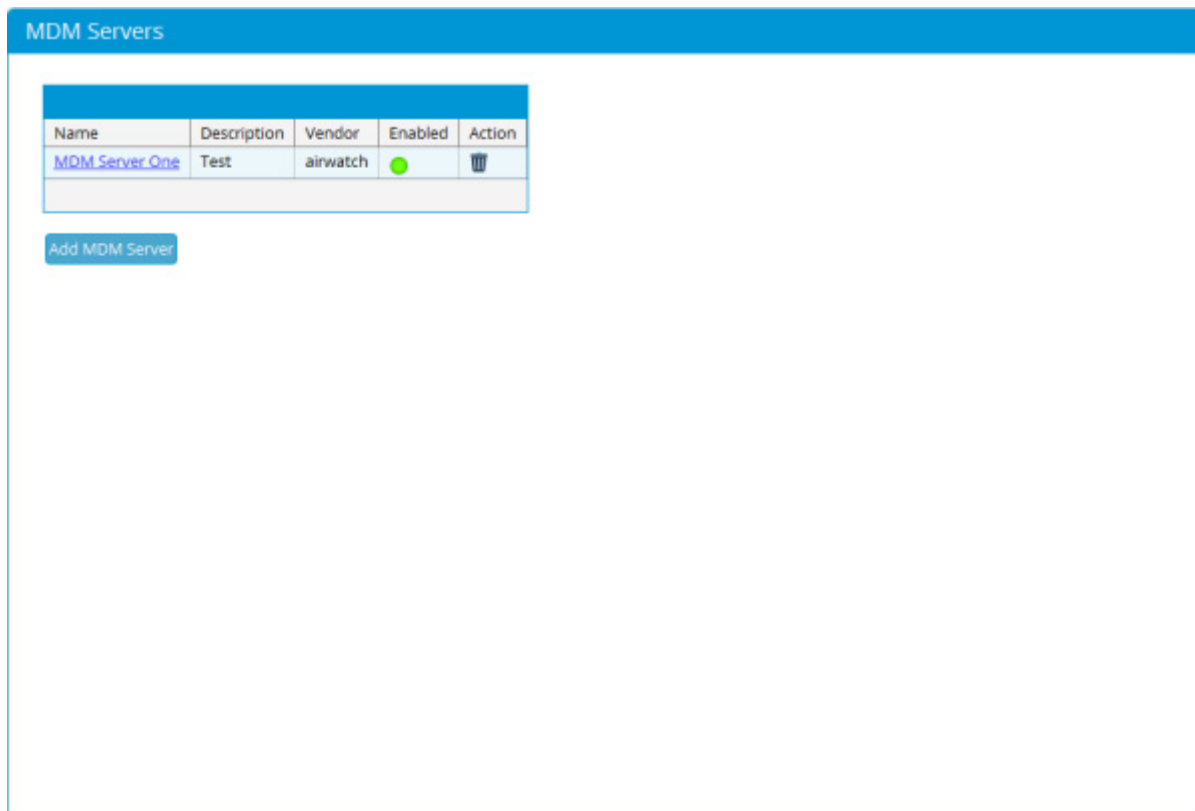 MDM Servers
Name Description Vendor Enabled Action
MDM Server One Test airwatch
Add MDM Server